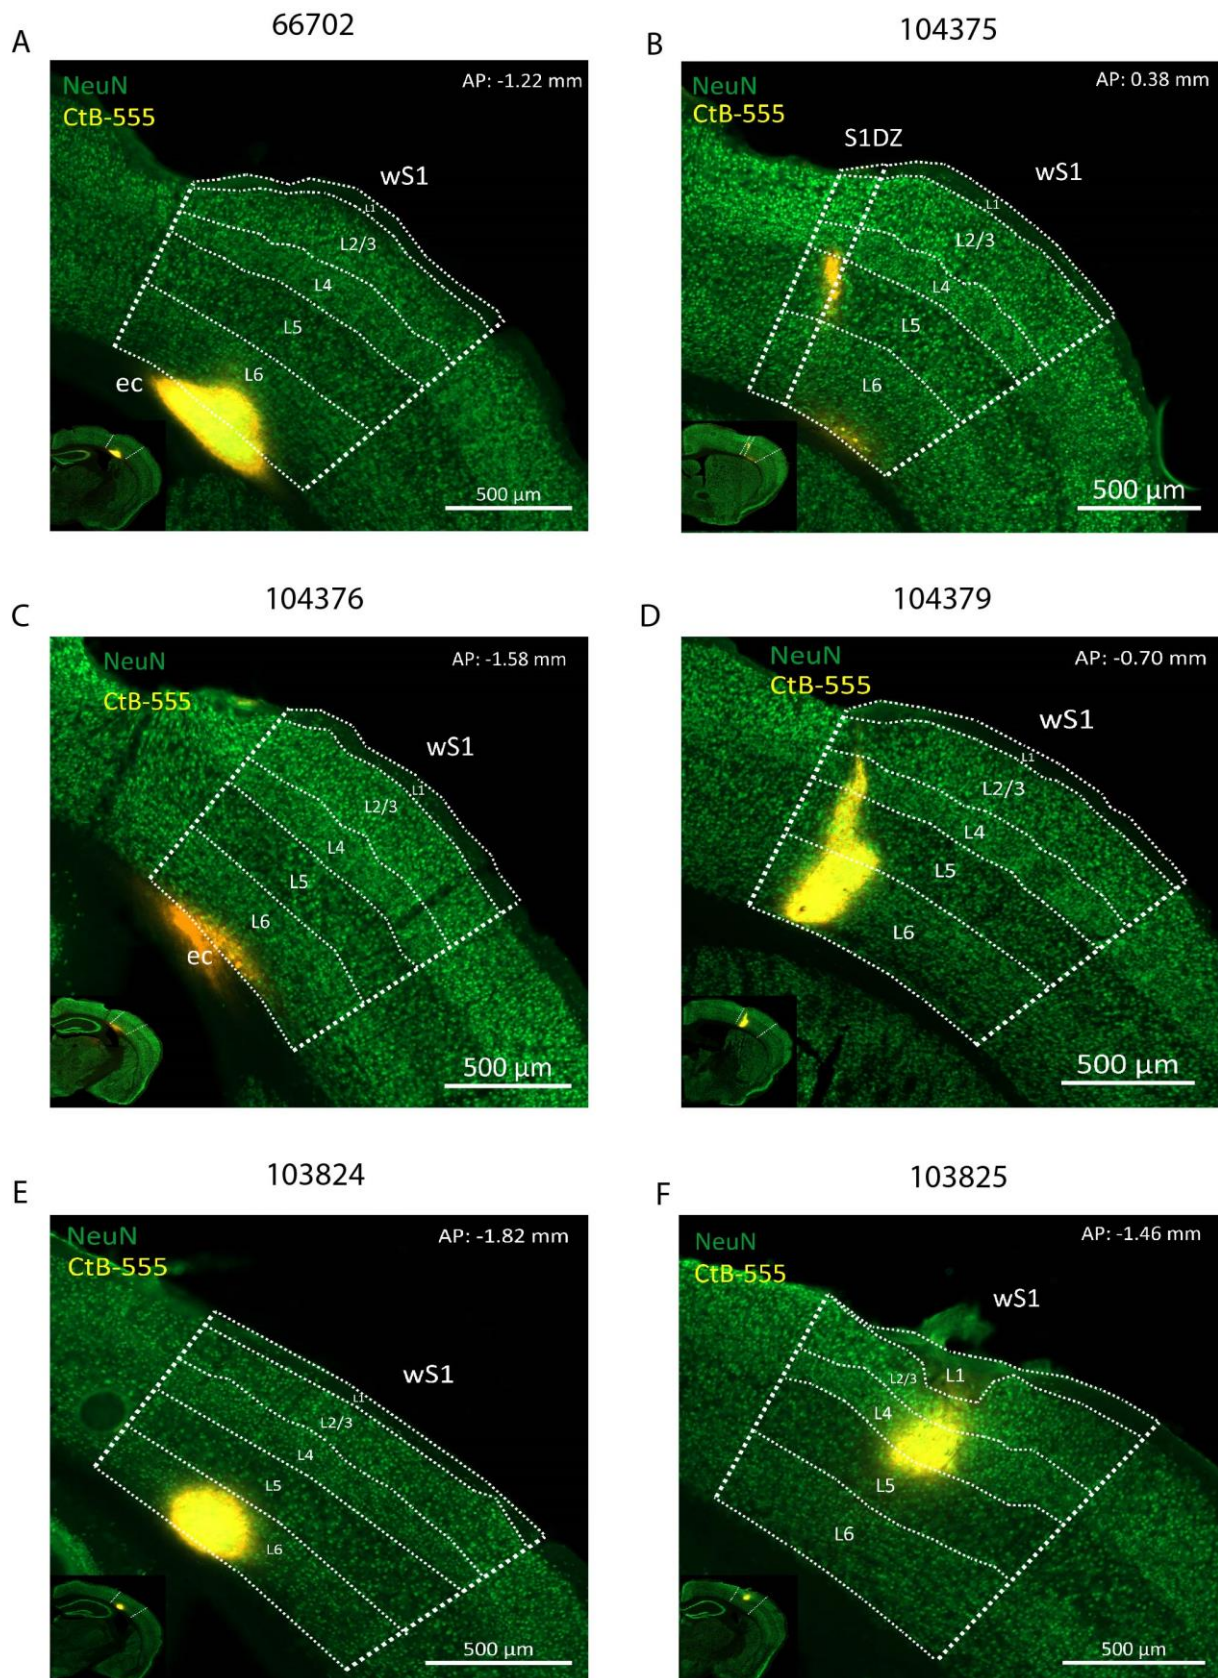 A
66702
NeuN
CtB-555
AP: -1.22 mm
wS1
L1
L2/3
L4
L5
L6
ec
500 µm
B
104375
NeuN
CtB-555
AP: 0.38 mm
S1DZ
wS1
L1
L2/3
L4
L5
L6
500 µm
C
104376
NeuN
CtB-555
AP: -1.58 mm
wS1
L1
L2/3
L4
L5
L6
ec
500 µm
D
104379
NeuN
CtB-555
AP: -0.70 mm
wS1
L1
L2/3
L4
L5
L6
500 µm
E
103824
NeuN
CtB-555
AP: -1.82 mm
wS1
L1
L2/3
L4
L5
L6
500 µm
F
103825
NeuN
CtB-555
AP: -1.46 mm
wS1
L1
L2/3
L4
L5
L6
500 µm